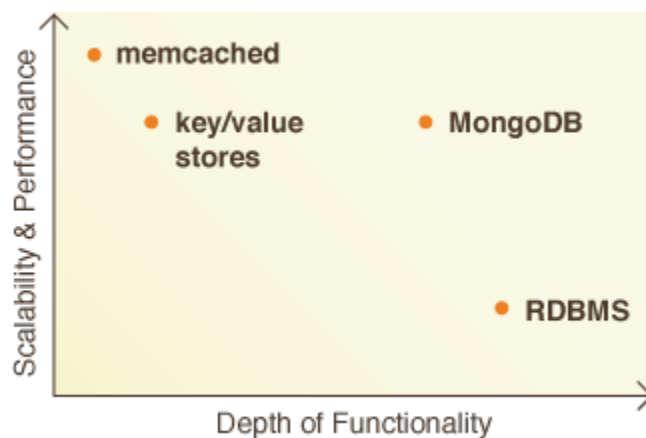 Scalability & Performance
memcached
key/value
stores
MongoDB
RDBMS
Depth of Functionality